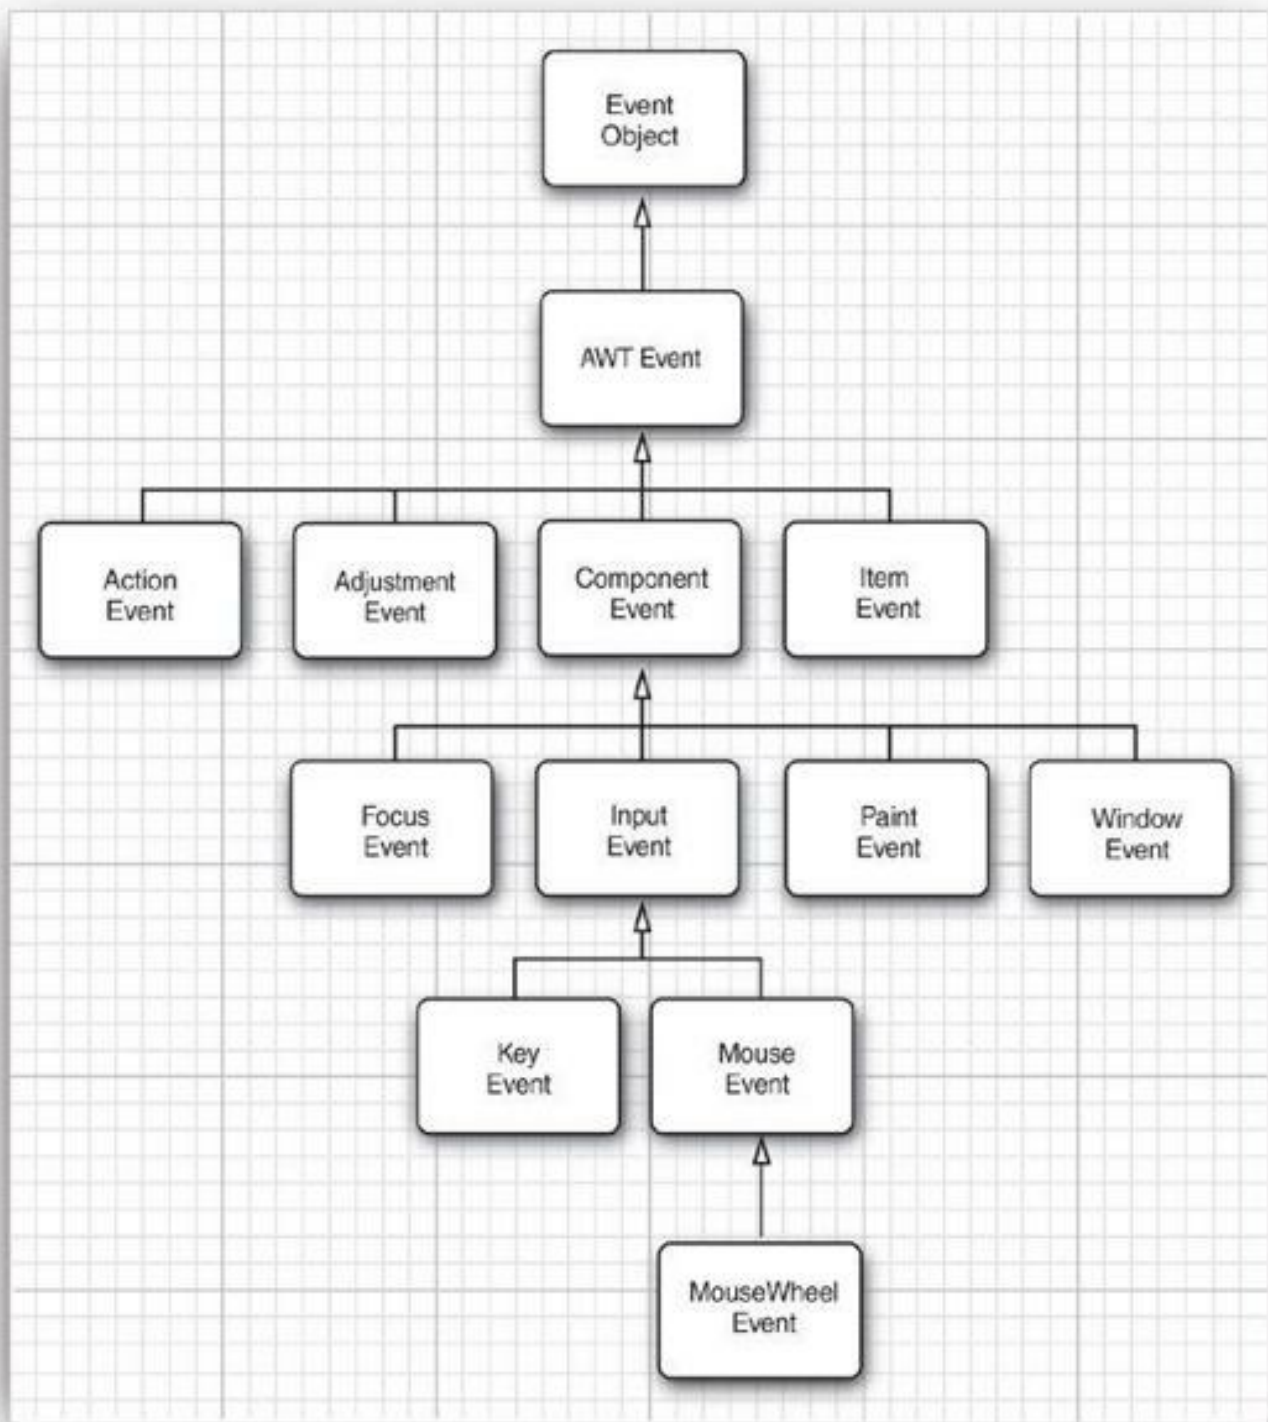 Event
Object
AWT Event
Action
Event
Adjustment
Event
Component
Event
Item
Event
Focus
Event
Input
Event
Paint
Event
Window
Event
Key
Event
Mouse
Event
MouseWheel
Event